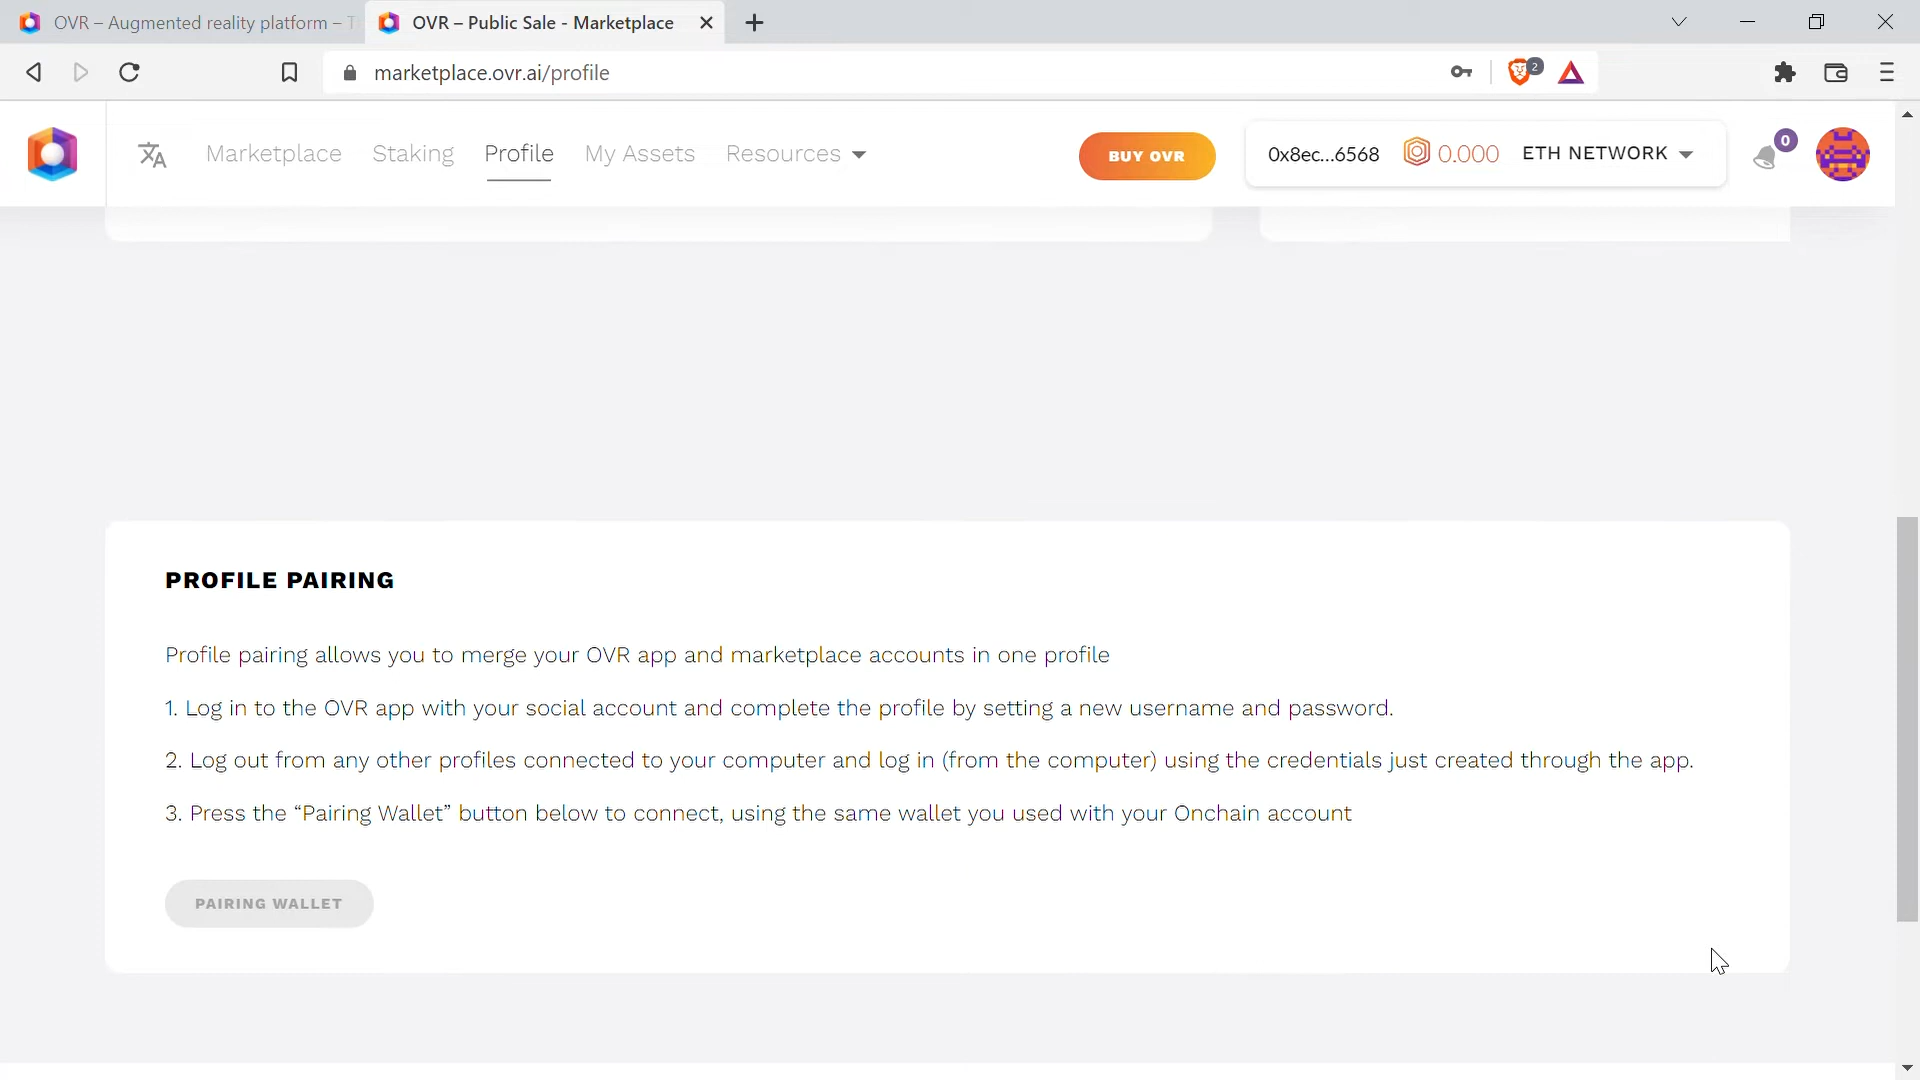 OVR – Augmented reality platform –
OVR – Public Sale - Marketplace
marketplace.ovr.ai/profile
2
Marketplace
Staking
Profile
My Assets
Resources
BUY OVR
0x8ec...6568
0.000
ETH NETWORK
0
PROFILE PAIRING
Profile pairing allows you to merge your OVR app and marketplace accounts in one profile
1. Log in to the OVR app with your social account and complete the profile by setting a new username and password.
2. Log out from any other profiles connected to your computer and log in (from the computer) using the credentials just created through the app.
3. Press the “Pairing Wallet” button below to connect, using the same wallet you used with your Onchain account
PAIRING WALLET